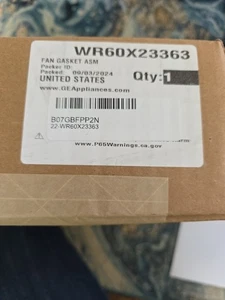 WR60X23363
FAN GASKET ASM
Packer ID:
Packed: 09/03/2024
Qty: 1
UNITED STATES
www.GEAppliances.com
B07GBFPP2N
22-WR60X23363
www.P65Warnings.ca.gov